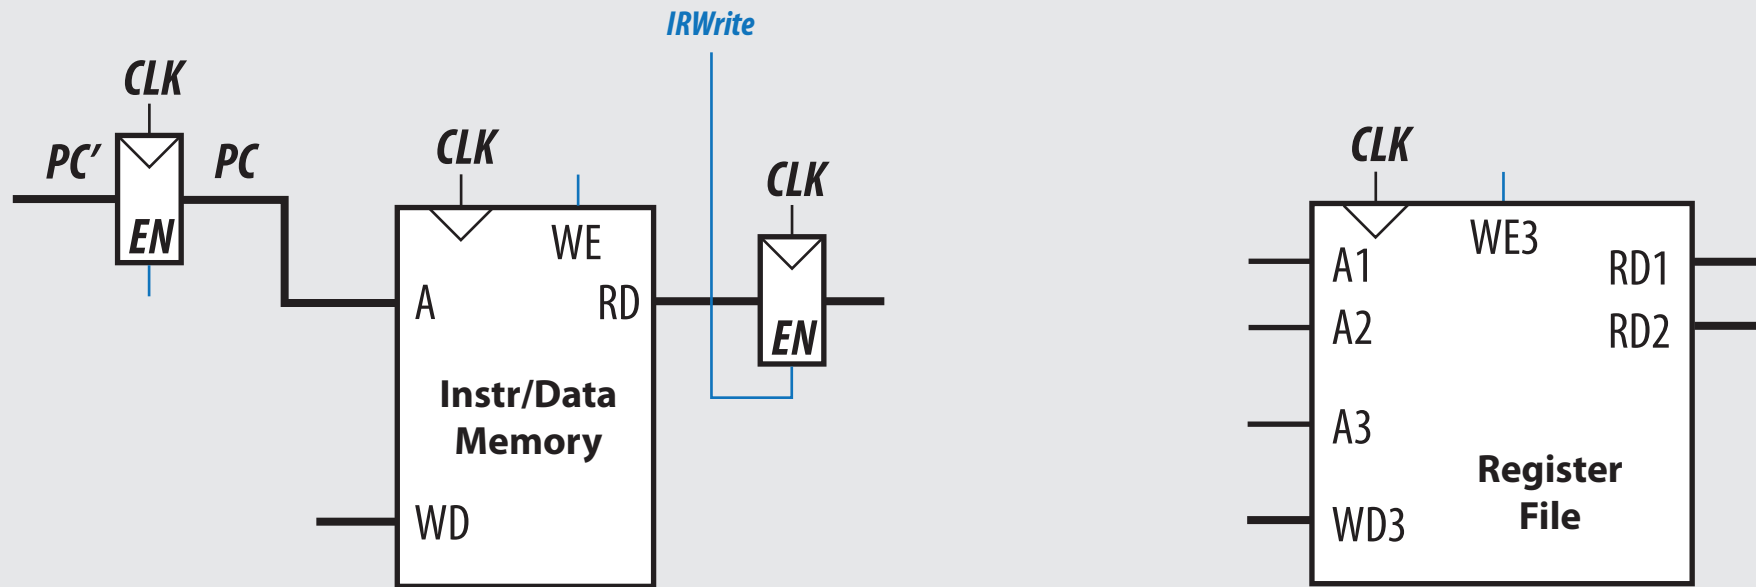 IRWrite
CLK
PC′
PC
EN
CLK
WE
A
RD
Instr/Data
Memory
WD
CLK
EN
CLK
WE3
A1
RD1
A2
RD2
A3
Register
File
WD3